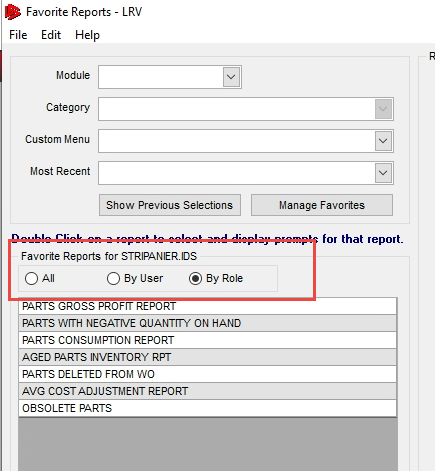 Favorite Reports - LRV
File Edit Help
Module
Category
Custom Menu
Most Recent
Show Previous Selections Manage Favorites
Double-Click on a report to select and display prompts for that report.
Favorite Reports for STRIPANIER.IDS
All By User By Role
PARTS GROSS PROFIT REPORT
PARTS WITH NEGATIVE QUANTITY ON HAND
PARTS CONSUMPTION REPORT
AGED PARTS INVENTORY RPT
PARTS DELETED FROM WO
AVG COST ADJUSTMENT REPORT
OBSOLETE PARTS